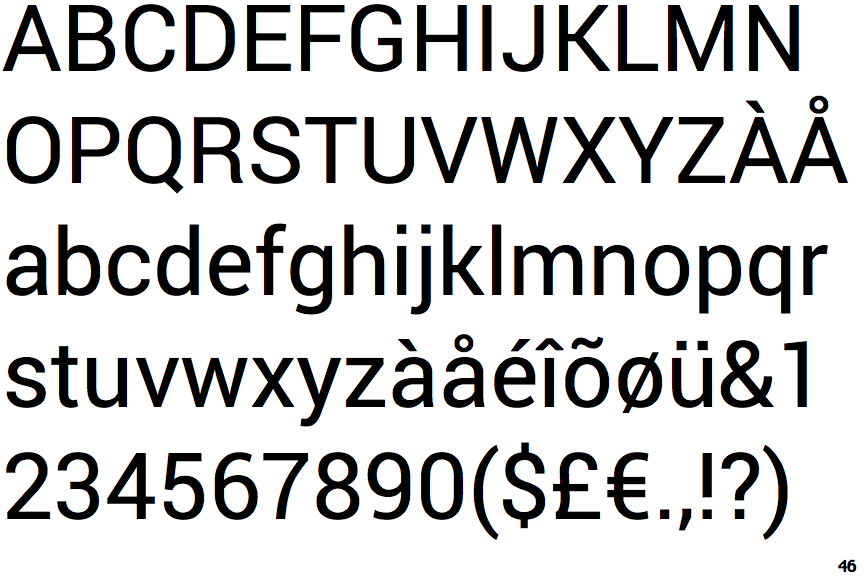 ABCDEFGHIJKLMN
OPQRSTUVWXYZÀÅ
abcdefghijklmnopqr
stuvwxyzàåéîõøü&1
234567890($£€.,!?)
46